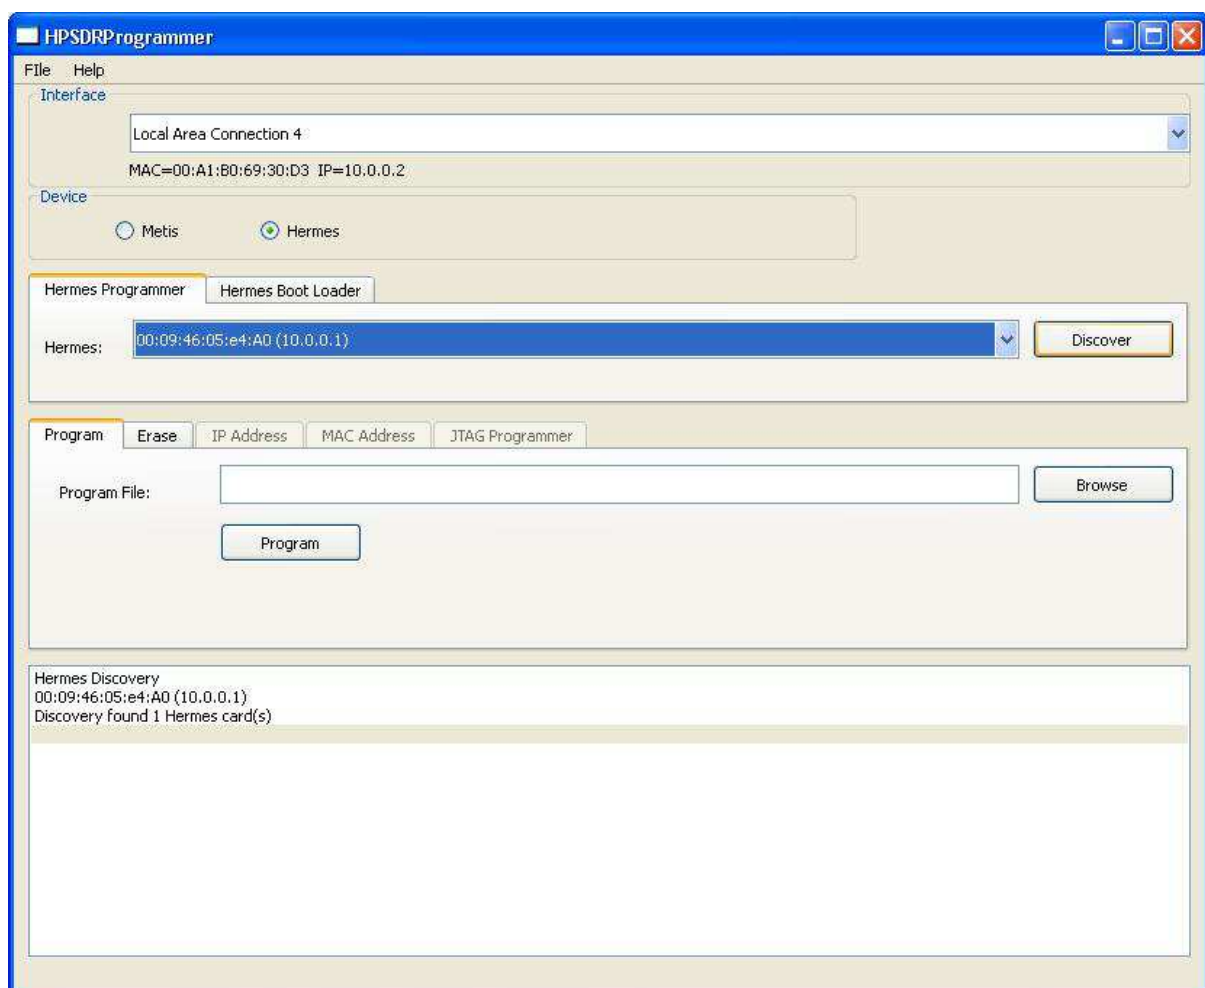 HPSDRProgrammer
FIle Help
Interface
Local Area Connection 4
MAC=00:A1:B0:69:30:D3 IP=10.0.0.2
Device
Metis Hermes
Hermes Programmer Hermes Boot Loader
Hermes: 00:09:46:05:e4:A0 (10.0.0.1) Discover
Program Erase IP Address MAC Address JTAG Programmer
Program File: Browse
Program
Hermes Discovery
00:09:46:05:e4:A0 (10.0.0.1)
Discovery found 1 Hermes card(s)